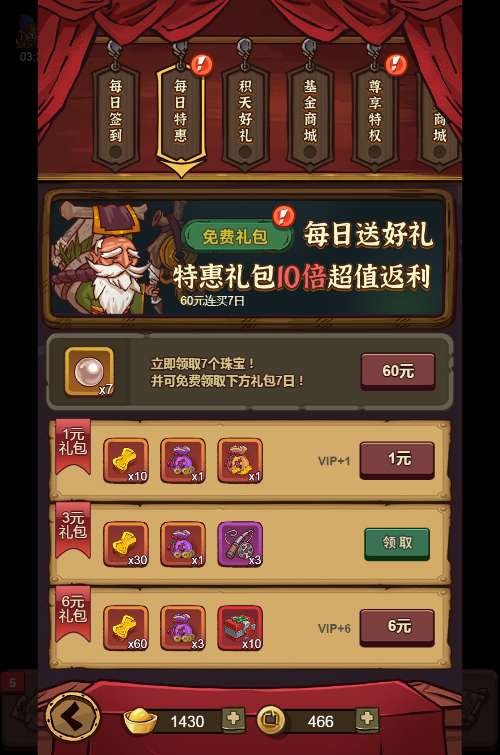 03:
每日签到
每日特惠
积天好礼
基金商城
尊享特权
商城
免费礼包
每日送好礼
特惠礼包10倍超值返利
60元连买7日
x7
立即领取7个珠宝！
并可免费领取下方礼包7日！
60元
1元
礼包
x10
x1
x1
VIP+1
1元
3元
礼包
x30
x1
x3
领取
6元
礼包
x60
x3
x10
VIP+6
6元
5
1430
466